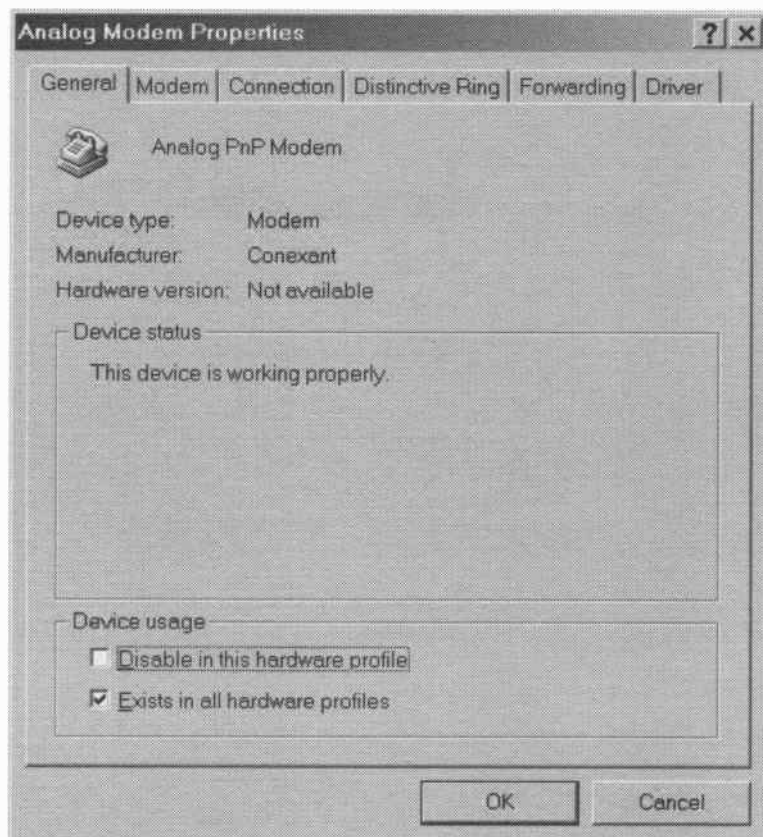 Analog Modem Properties
General Modem Connection Distinctive Ring Forwarding Driver
Analog PnP Modem
Device type: Modem
Manufacturer: Conexant
Hardware version: Not available
Device status
This device is working properly.
Device usage
Disable in this hardware profile
Exists in all hardware profiles
OK Cancel